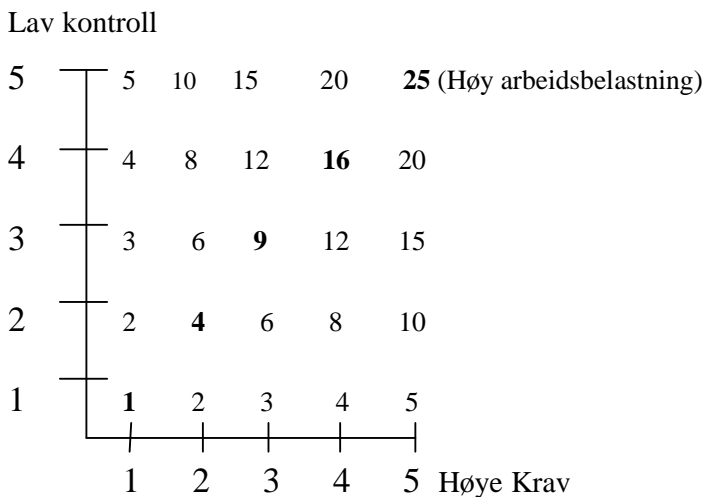 Lav kontroll
5 5 10 15 20 25 (Høy arbeidsbelastning)
4 4 8 12 16 20
3 3 6 9 12 15
2 2 4 6 8 10
1 1 2 3 4 5
1 2 3 4 5 Høye Krav